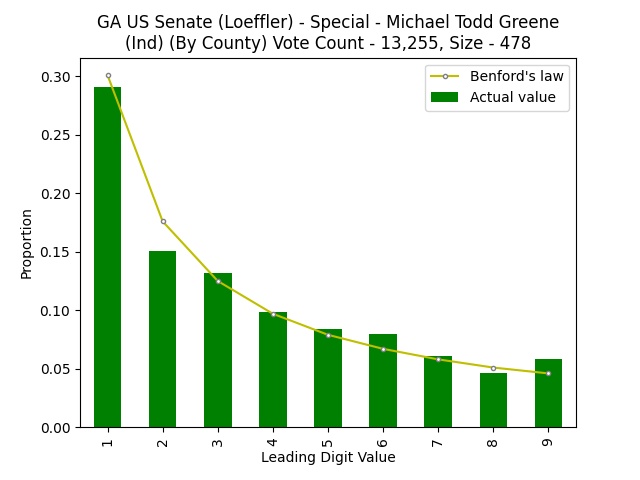 GA US Senate (Loeffler) - Special - Michael Todd Greene
(Ind) (By County) Vote Count - 13,255, Size - 478
Benford's law
Actual value
0.30
0.25
0.20
0.15
0.10
0.05
0.00
Proportion
1 2 3 4 5 6 7 8 9
Leading Digit Value